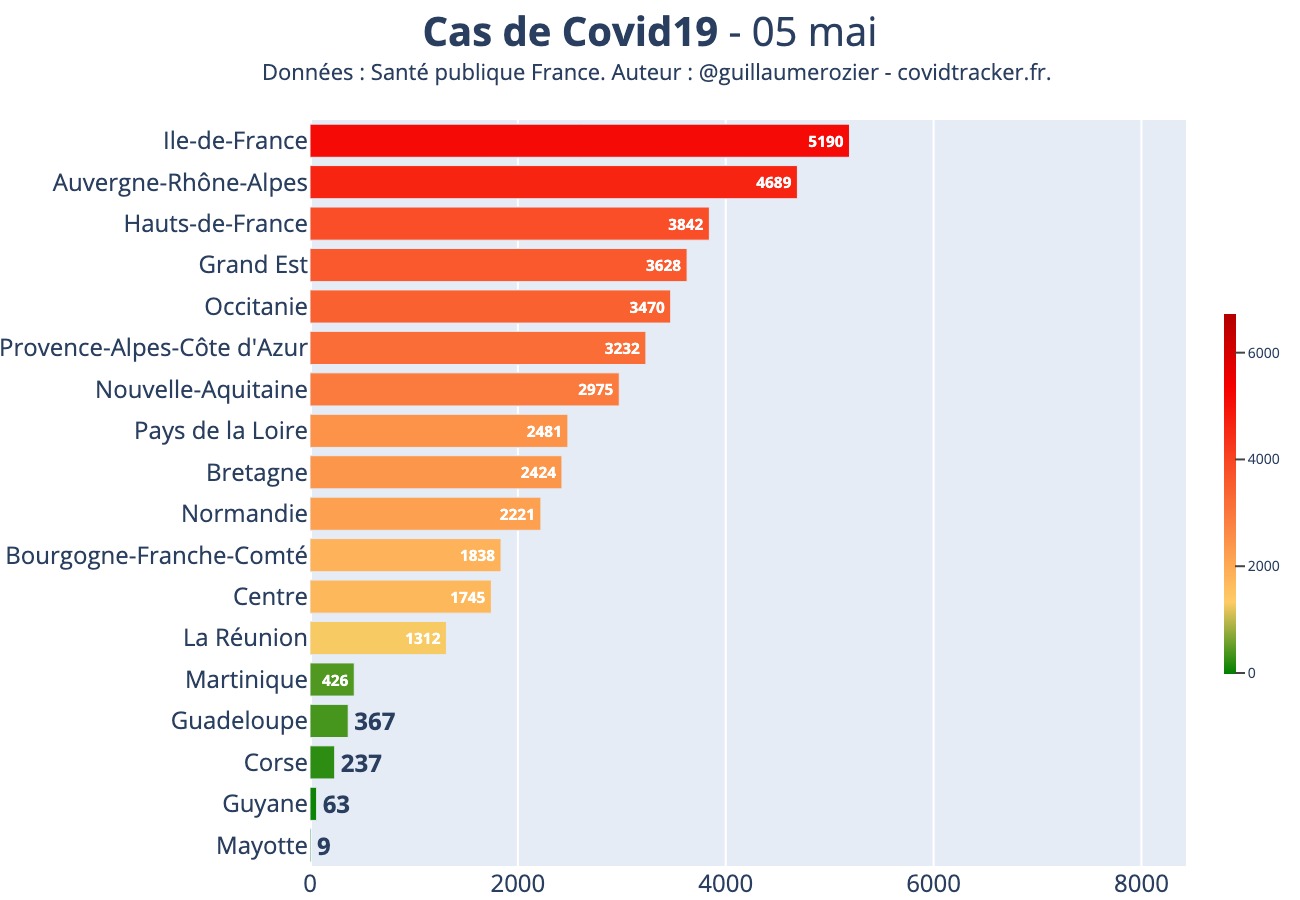 Cas de Covid19 - 05 mai
Données : Santé publique France. Auteur : @guillaumerozier - covidtracker.fr.
Ile-de-France 5190
Auvergne-Rhône-Alpes 4689
Hauts-de-France 3842
Grand Est 3628
Occitanie 3470
Provence-Alpes-Côte d'Azur 3232
Nouvelle-Aquitaine 2975
Pays de la Loire 2481
Bretagne 2424
Normandie 2221
Bourgogne-Franche-Comté 1838
Centre 1745
La Réunion 1312
Martinique 426
Guadeloupe 367
Corse 237
Guyane 63
Mayotte 9
0 2000 4000 6000 8000
6000
4000
2000
0